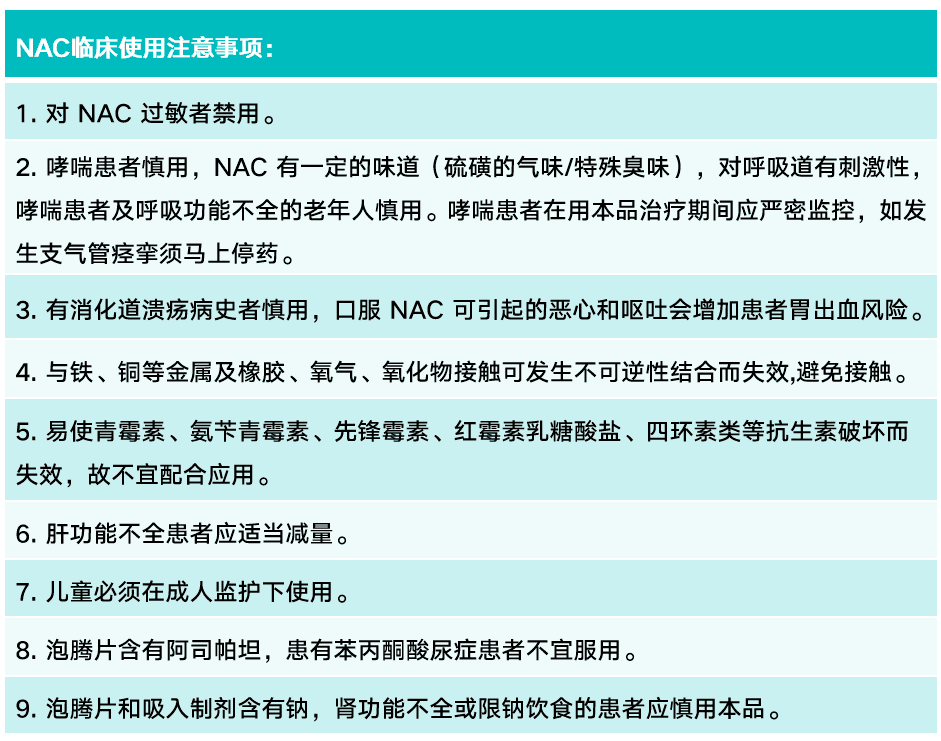 NAC临床使用注意事项：
1. 对 NAC 过敏者禁用。
2. 哮喘患者慎用，NAC 有一定的味道（硫磺的气味/特殊臭味），对呼吸道有刺激性，
哮喘患者及呼吸功能不全的老年人慎用。哮喘患者在用本品治疗期间应严密监控，如发
生支气管痉挛须马上停药。
3. 有消化道溃疡病史者慎用，口服 NAC 可引起的恶心和呕吐会增加患者胃出血风险。
4. 与铁、铜等金属及橡胶、氧气、氧化物接触可发生不可逆性结合而失效,避免接触。
5. 易使青霉素、氨苄青霉素、先锋霉素、红霉素乳糖酸盐、四环素类等抗生素破坏而
失效，故不宜配合应用。
6. 肝功能不全患者应适当减量。
7. 儿童必须在成人监护下使用。
8. 泡腾片含有阿司帕坦，患有苯丙酮酸尿症患者不宜服用。
9. 泡腾片和吸入制剂含有钠，肾功能不全或限钠饮食的患者应慎用本品。